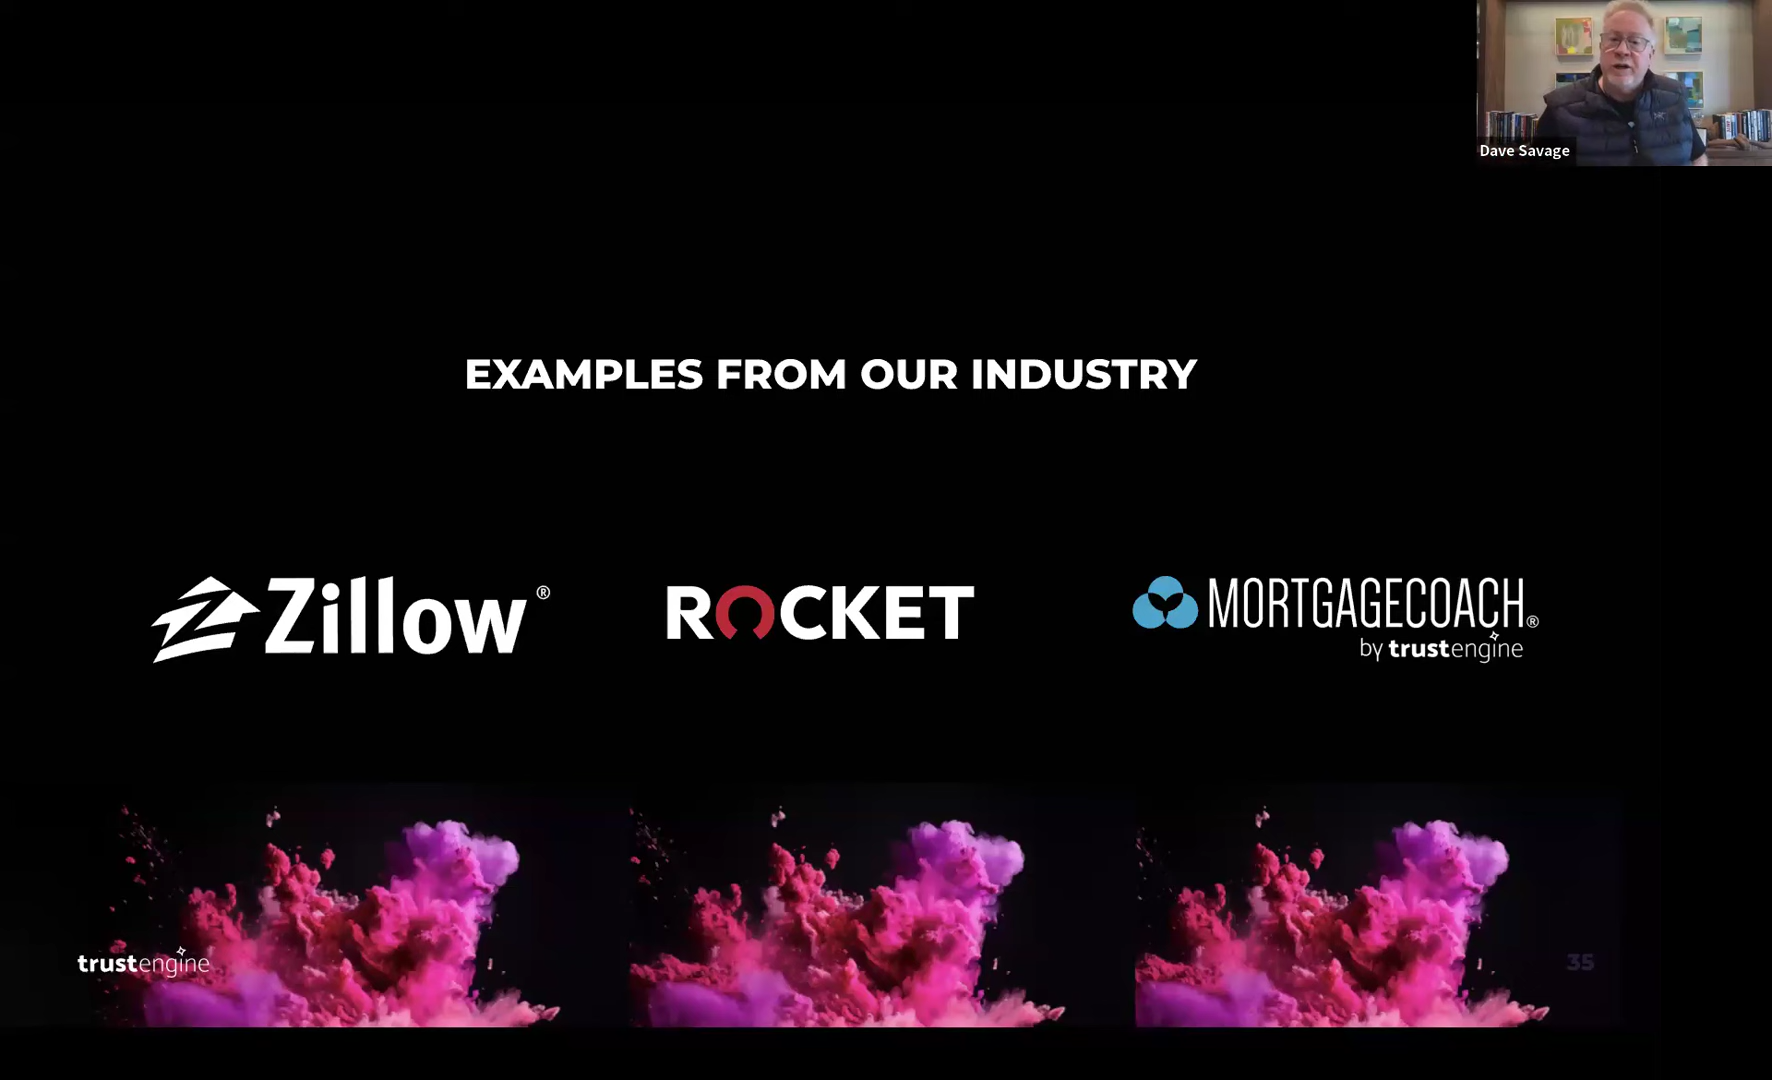 Dave Savage
EXAMPLES FROM OUR INDUSTRY
Zillow®
ROCKET
MORTGAGECOACH®
by trustengine
trustengine
35